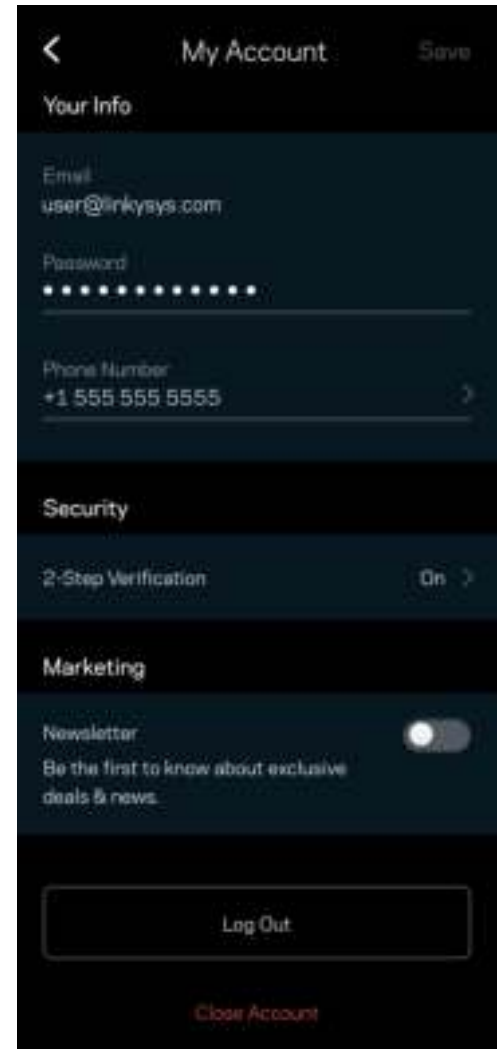 My Account
Save
Your Info
Email
user@linkysys.com
Password
Phone Number
+1 555 555 5555
Security
2-Step Verification
On
Marketing
Newsletter
Be the first to know about exclusive
deals & news.
Log Out
Close Account